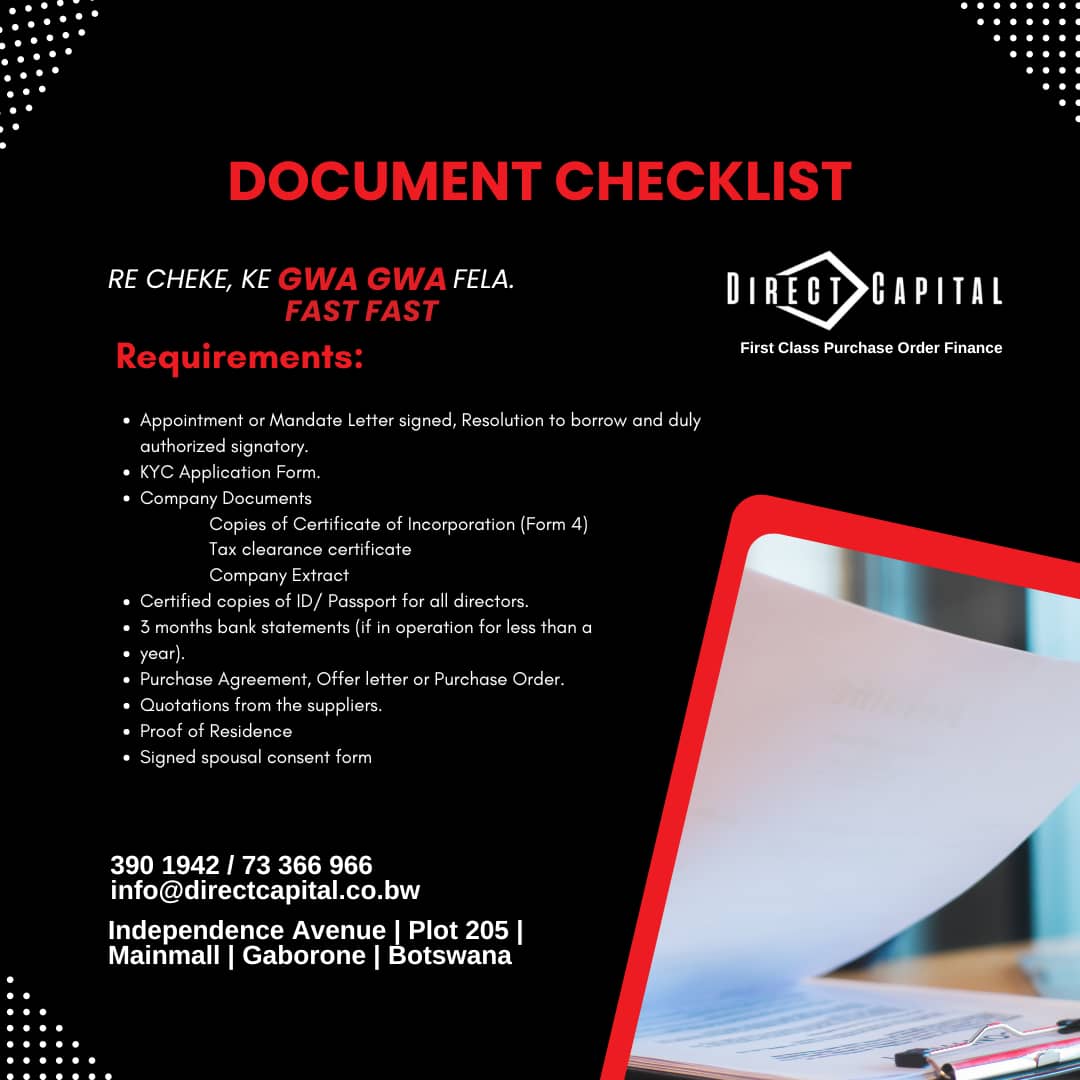 DOCUMENT CHECKLIST
RE CHEKE, KE GWA GWA FELA.
FAST FAST
DIRECT CAPITAL
First Class Purchase Order Finance
Requirements:
• Appointment or Mandate Letter signed, Resolution to borrow and duly
authorized signatory.
• KYC Application Form.
• Company Documents
Copies of Certificate of Incorporation (Form 4)
Tax clearance certificate
Company Extract
• Certified copies of ID/ Passport for all directors.
• 3 months bank statements (if in operation for less than a
• year).
• Purchase Agreement, Offer letter or Purchase Order.
• Quotations from the suppliers.
• Proof of Residence
• Signed spousal consent form
390 1942 / 73 366 966
info@directcapital.co.bw
Independence Avenue | Plot 205 |
Mainmall | Gaborone | Botswana